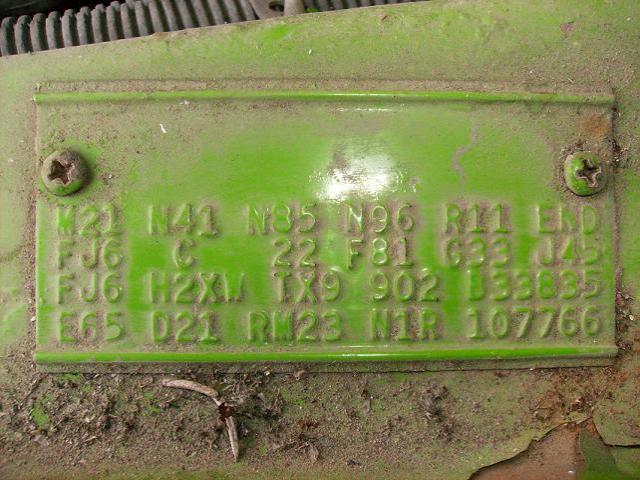 M21 N41 N85 N96 R11 END
FJ6 C 22 F81 G33 J45
FJ6 H2XW TX9 902 B33835
E65 D21 RM23 N1R 107766